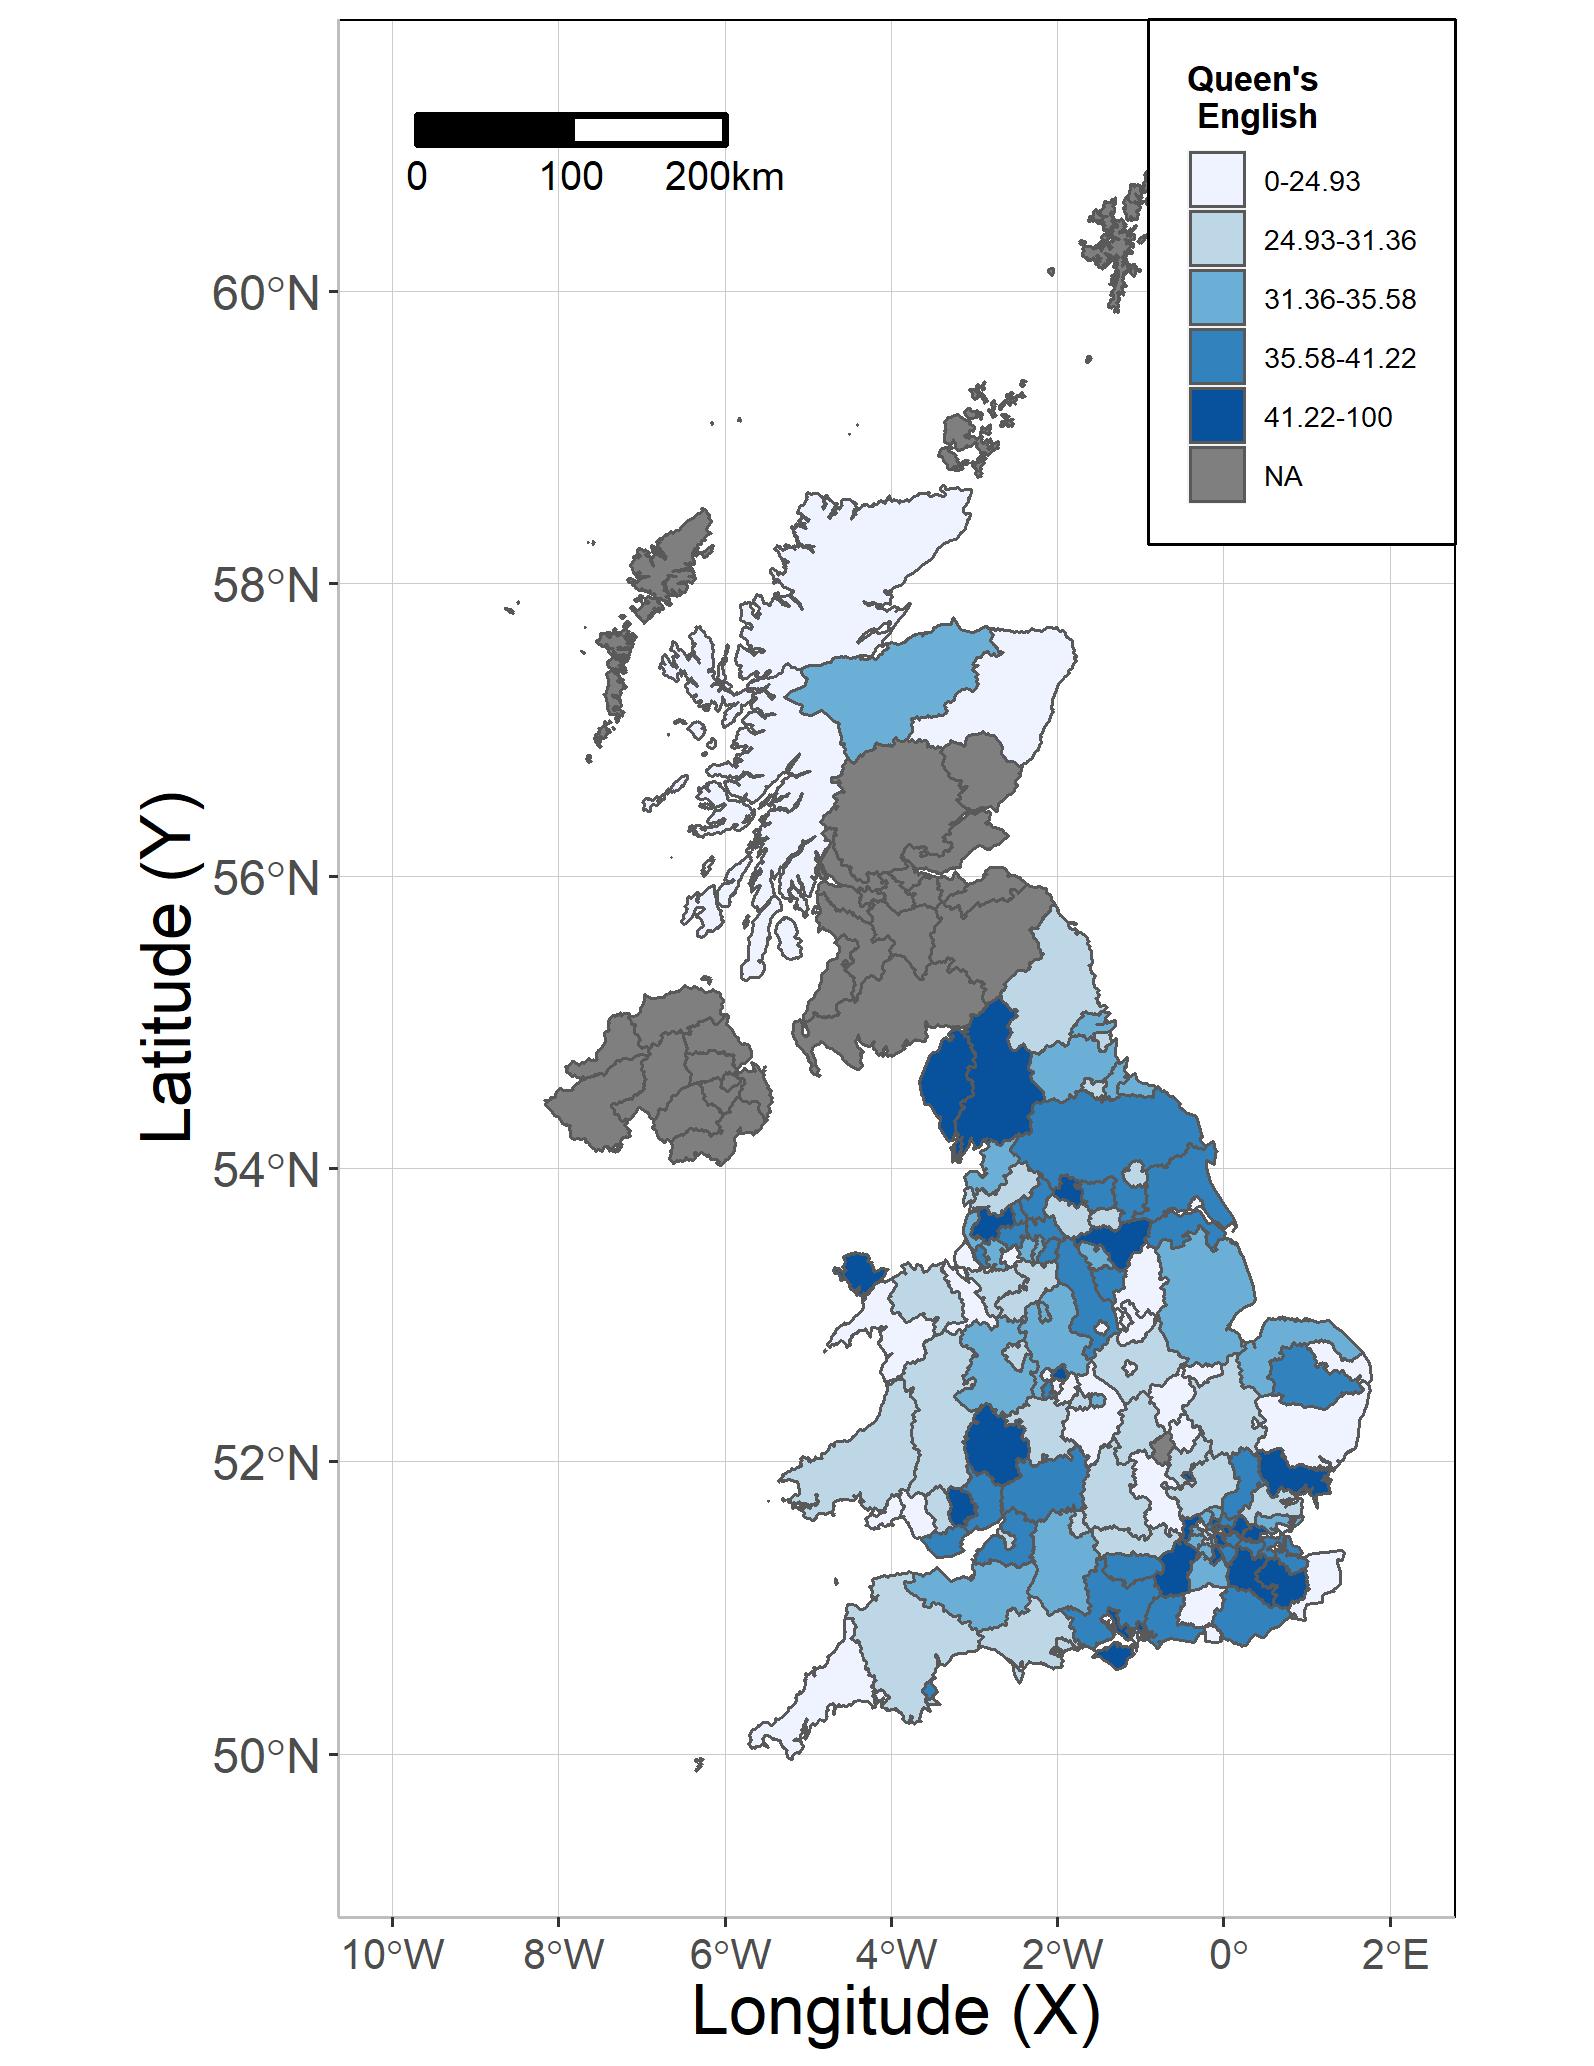 Queen's
English
0-24.93
24.93-31.36
31.36-35.58
35.58-41.22
41.22-100
NA
0 100 200km
60°N
58°N
56°N
54°N
52°N
50°N
Latitude (Y)
10°W 8°W 6°W 4°W 2°W 0° 2°E
Longitude (X)